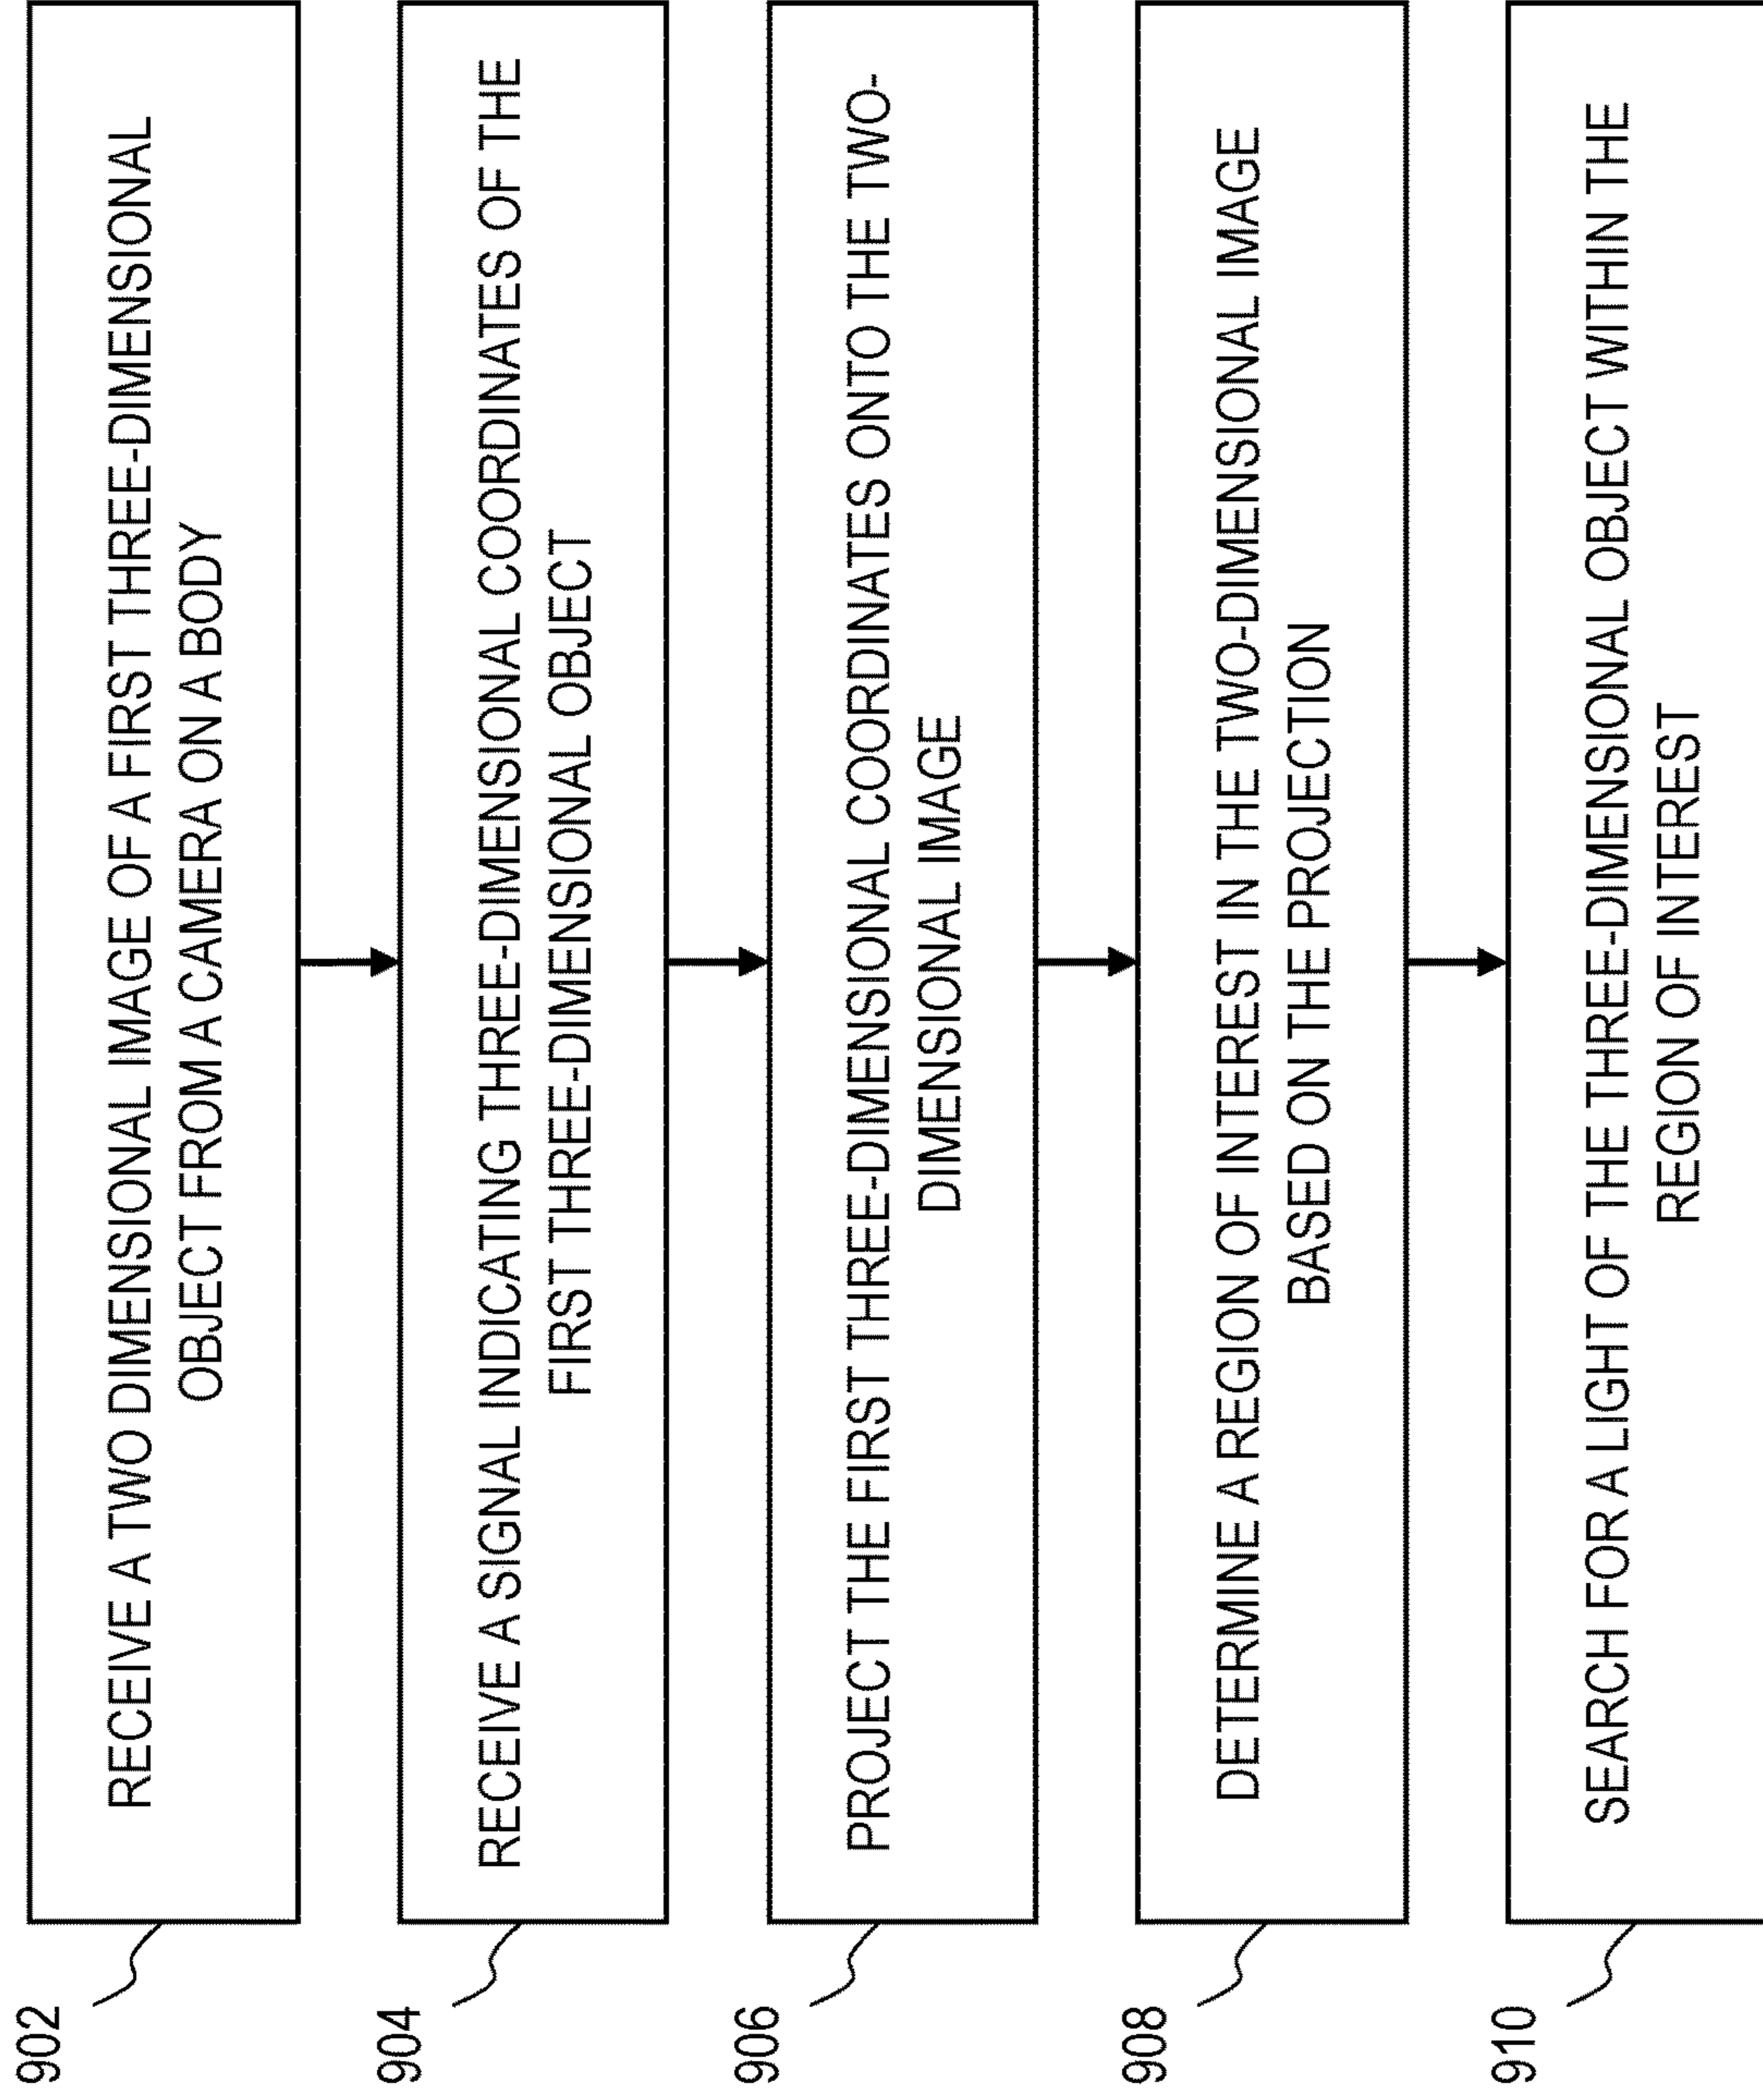 902
RECEIVE A TWO DIMENSIONAL IMAGE OF A FIRST THREE-DIMENSIONAL
OBJECT FROM A CAMERA ON A BODY
904
RECEIVE A SIGNAL INDICATING THREE-DIMENSIONAL COORDINATES OF THE
FIRST THREE-DIMENSIONAL OBJECT
906
PROJECT THE FIRST THREE-DIMENSIONAL COORDINATES ONTO THE TWO-
DIMENSIONAL IMAGE
908
DETERMINE A REGION OF INTEREST IN THE TWO-DIMENSIONAL IMAGE
BASED ON THE PROJECTION
910
SEARCH FOR A LIGHT OF THE THREE-DIMENSIONAL OBJECT WITHIN THE
REGION OF INTEREST